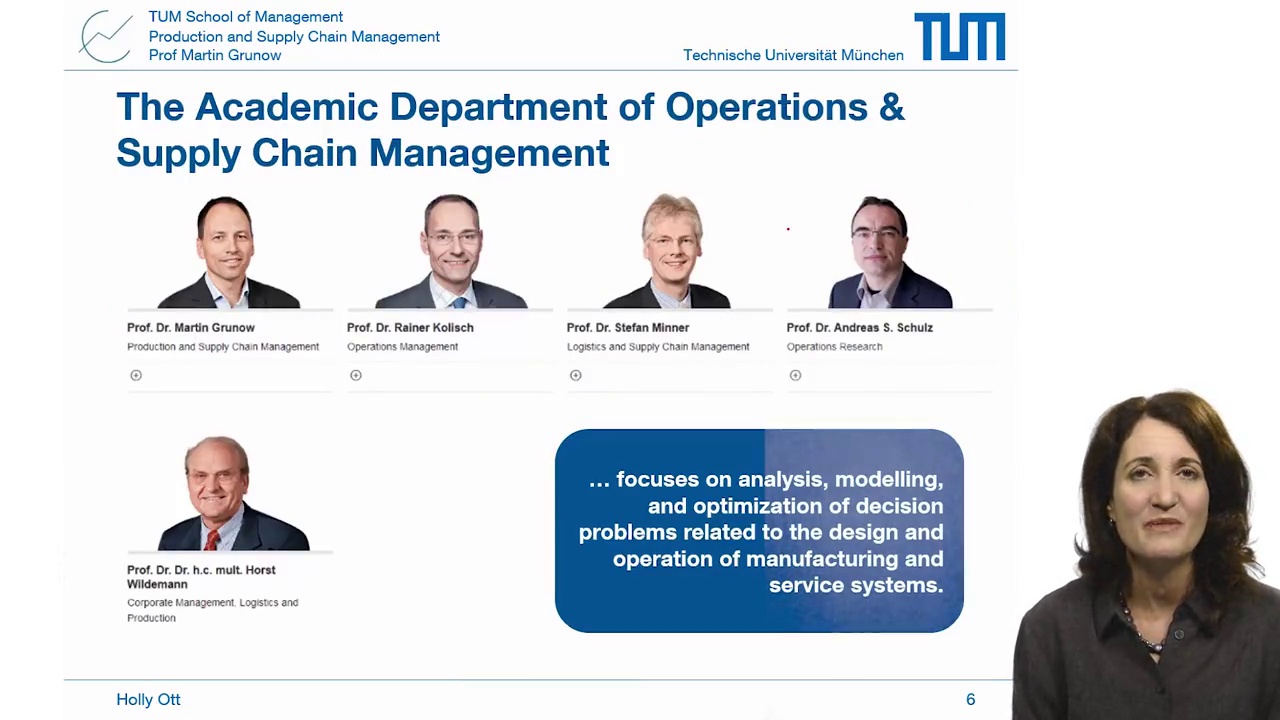 TUM School of Management
Production and Supply Chain Management
Prof Martin Grunow
Technische Universität München
TUM
The Academic Department of Operations &
Supply Chain Management
Prof. Dr. Martin Grunow
Production and Supply Chain Management
Prof. Dr. Rainer Kolisch
Operations Management
Prof. Dr. Stefan Minner
Logistics and Supply Chain Management
Prof. Dr. Andreas S. Schulz
Operations Research
Prof. Dr. Dr. h.c. mult. Horst
Wildemann
Corporate Management, Logistics and
Production
... focuses on analysis, modelling,
and optimization of decision
problems related to the design and
operation of manufacturing and
service systems.
Holly Ott
6